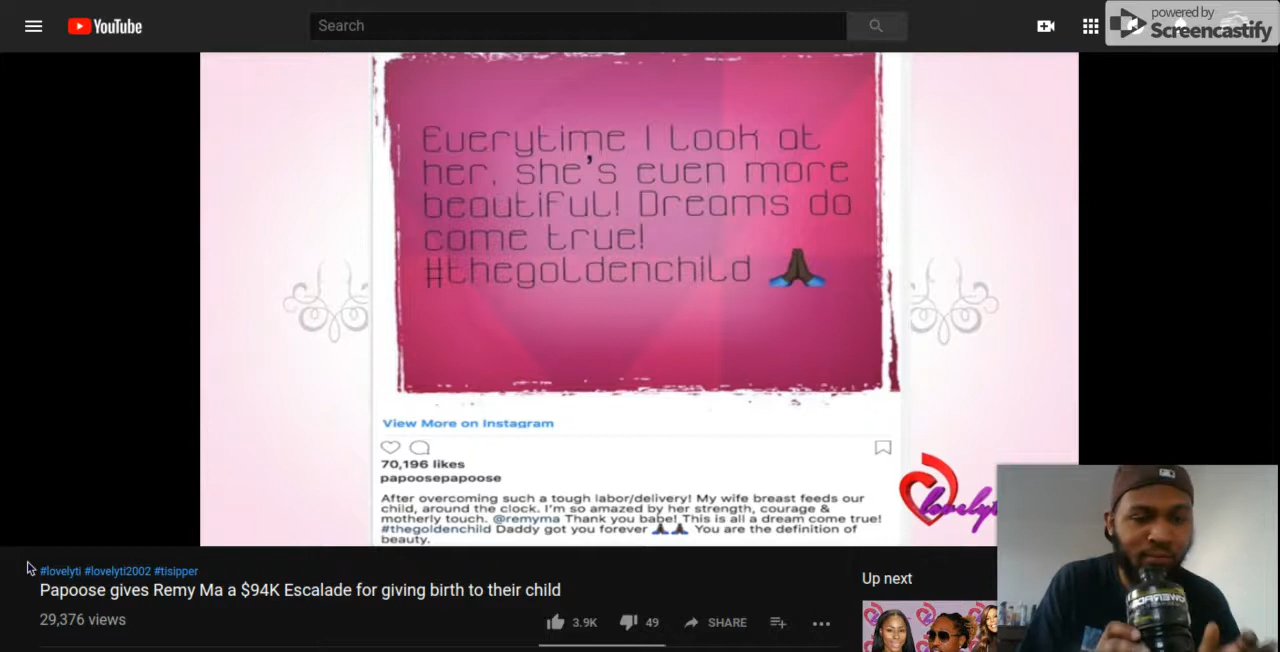 YouTube
Search
powered by
Screencastify
Everytime I look at
her, she's even more
beautiful! Dreams do
come true!
#thegoldenchild
View More on Instagram
70,196 likes
papoosepapoose
After overcoming such a tough labor/delivery! My wife breast feeds our
child, around the clock. I'm so amazed by her strength, courage &
motherly touch. @remyma Thank you babe! This is all a dream come true!
#thegoldenchild Daddy got you forever 🙏🏿🙏🏿 You are the definition of
beauty.
lovelyt
#lovelyti #lovelyti2002 #tisipper
Papoose gives Remy Ma a $94K Escalade for giving birth to their child
29,376 views
3.9K
49
SHARE
Up next